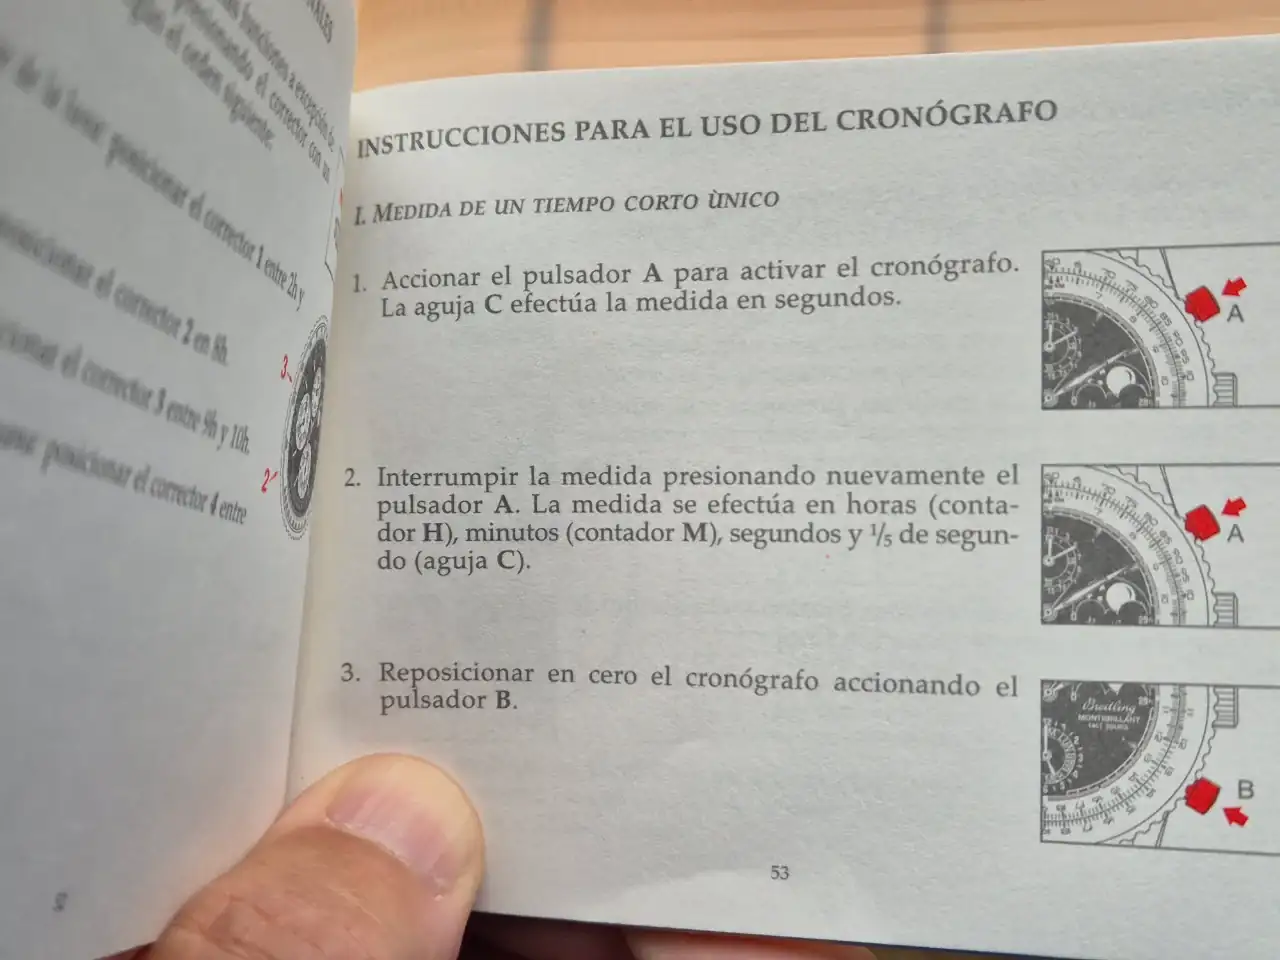 NALES
funciones a excepción de
posicionando el corrector con un
el orden siguiente:
de la luna: posicionar el corrector 1 entre 2h y
posicionar el corrector 2 en 8h.
el corrector 3 entre 9h y 10h.
posicionar el corrector 4 entre
3
2
52
INSTRUCCIONES PARA EL USO DEL CRONÓGRAFO
I. MEDIDA DE UN TIEMPO CORTO ÙNICO
1. Accionar el pulsador A para activar el cronógrafo.
La aguja C efectúa la medida en segundos.
A
2. Interrumpir la medida presionando nuevamente el
pulsador A. La medida se efectúa en horas (conta-
dor H), minutos (contador M), segundos y 1/5 de segun-
do (aguja C).
A
3. Reposicionar en cero el cronógrafo accionando el
pulsador B.
Breitling
MONTBRILLANT
B
53